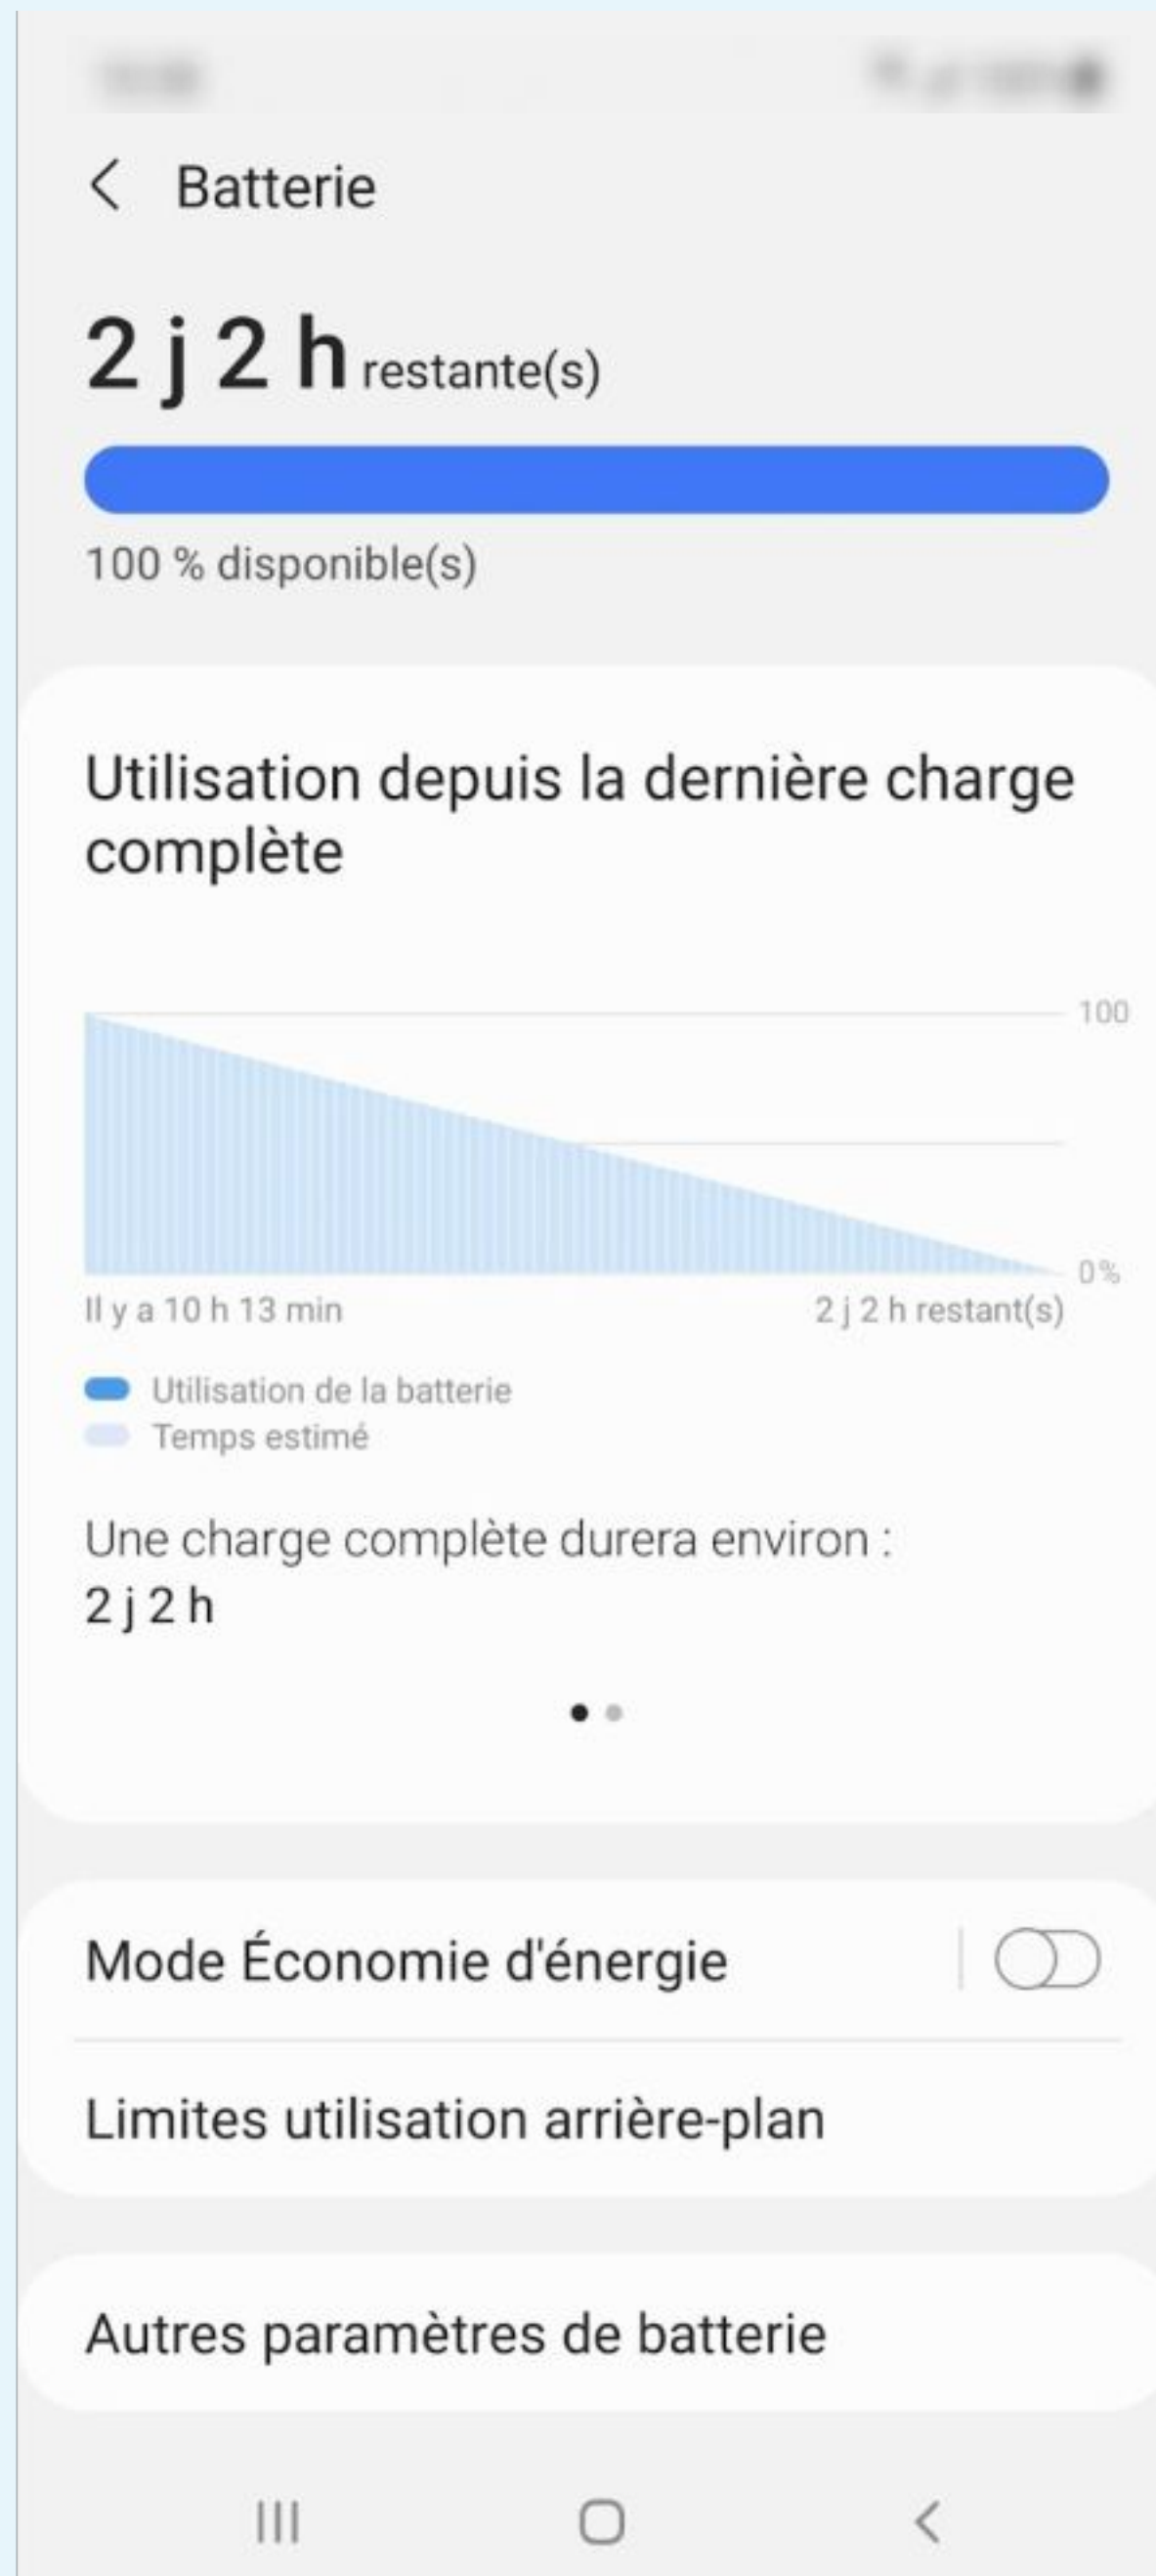 Batterie
2 j 2 h restante(s)
100 % disponible(s)
Utilisation depuis la dernière charge
complète
100
0%
Il y a 10 h 13 min
2 j 2 h restant(s)
Utilisation de la batterie
Temps estimé
Une charge complète durera environ :
2 j 2 h
Mode Économie d'énergie
Limites utilisation arrière-plan
Autres paramètres de batterie